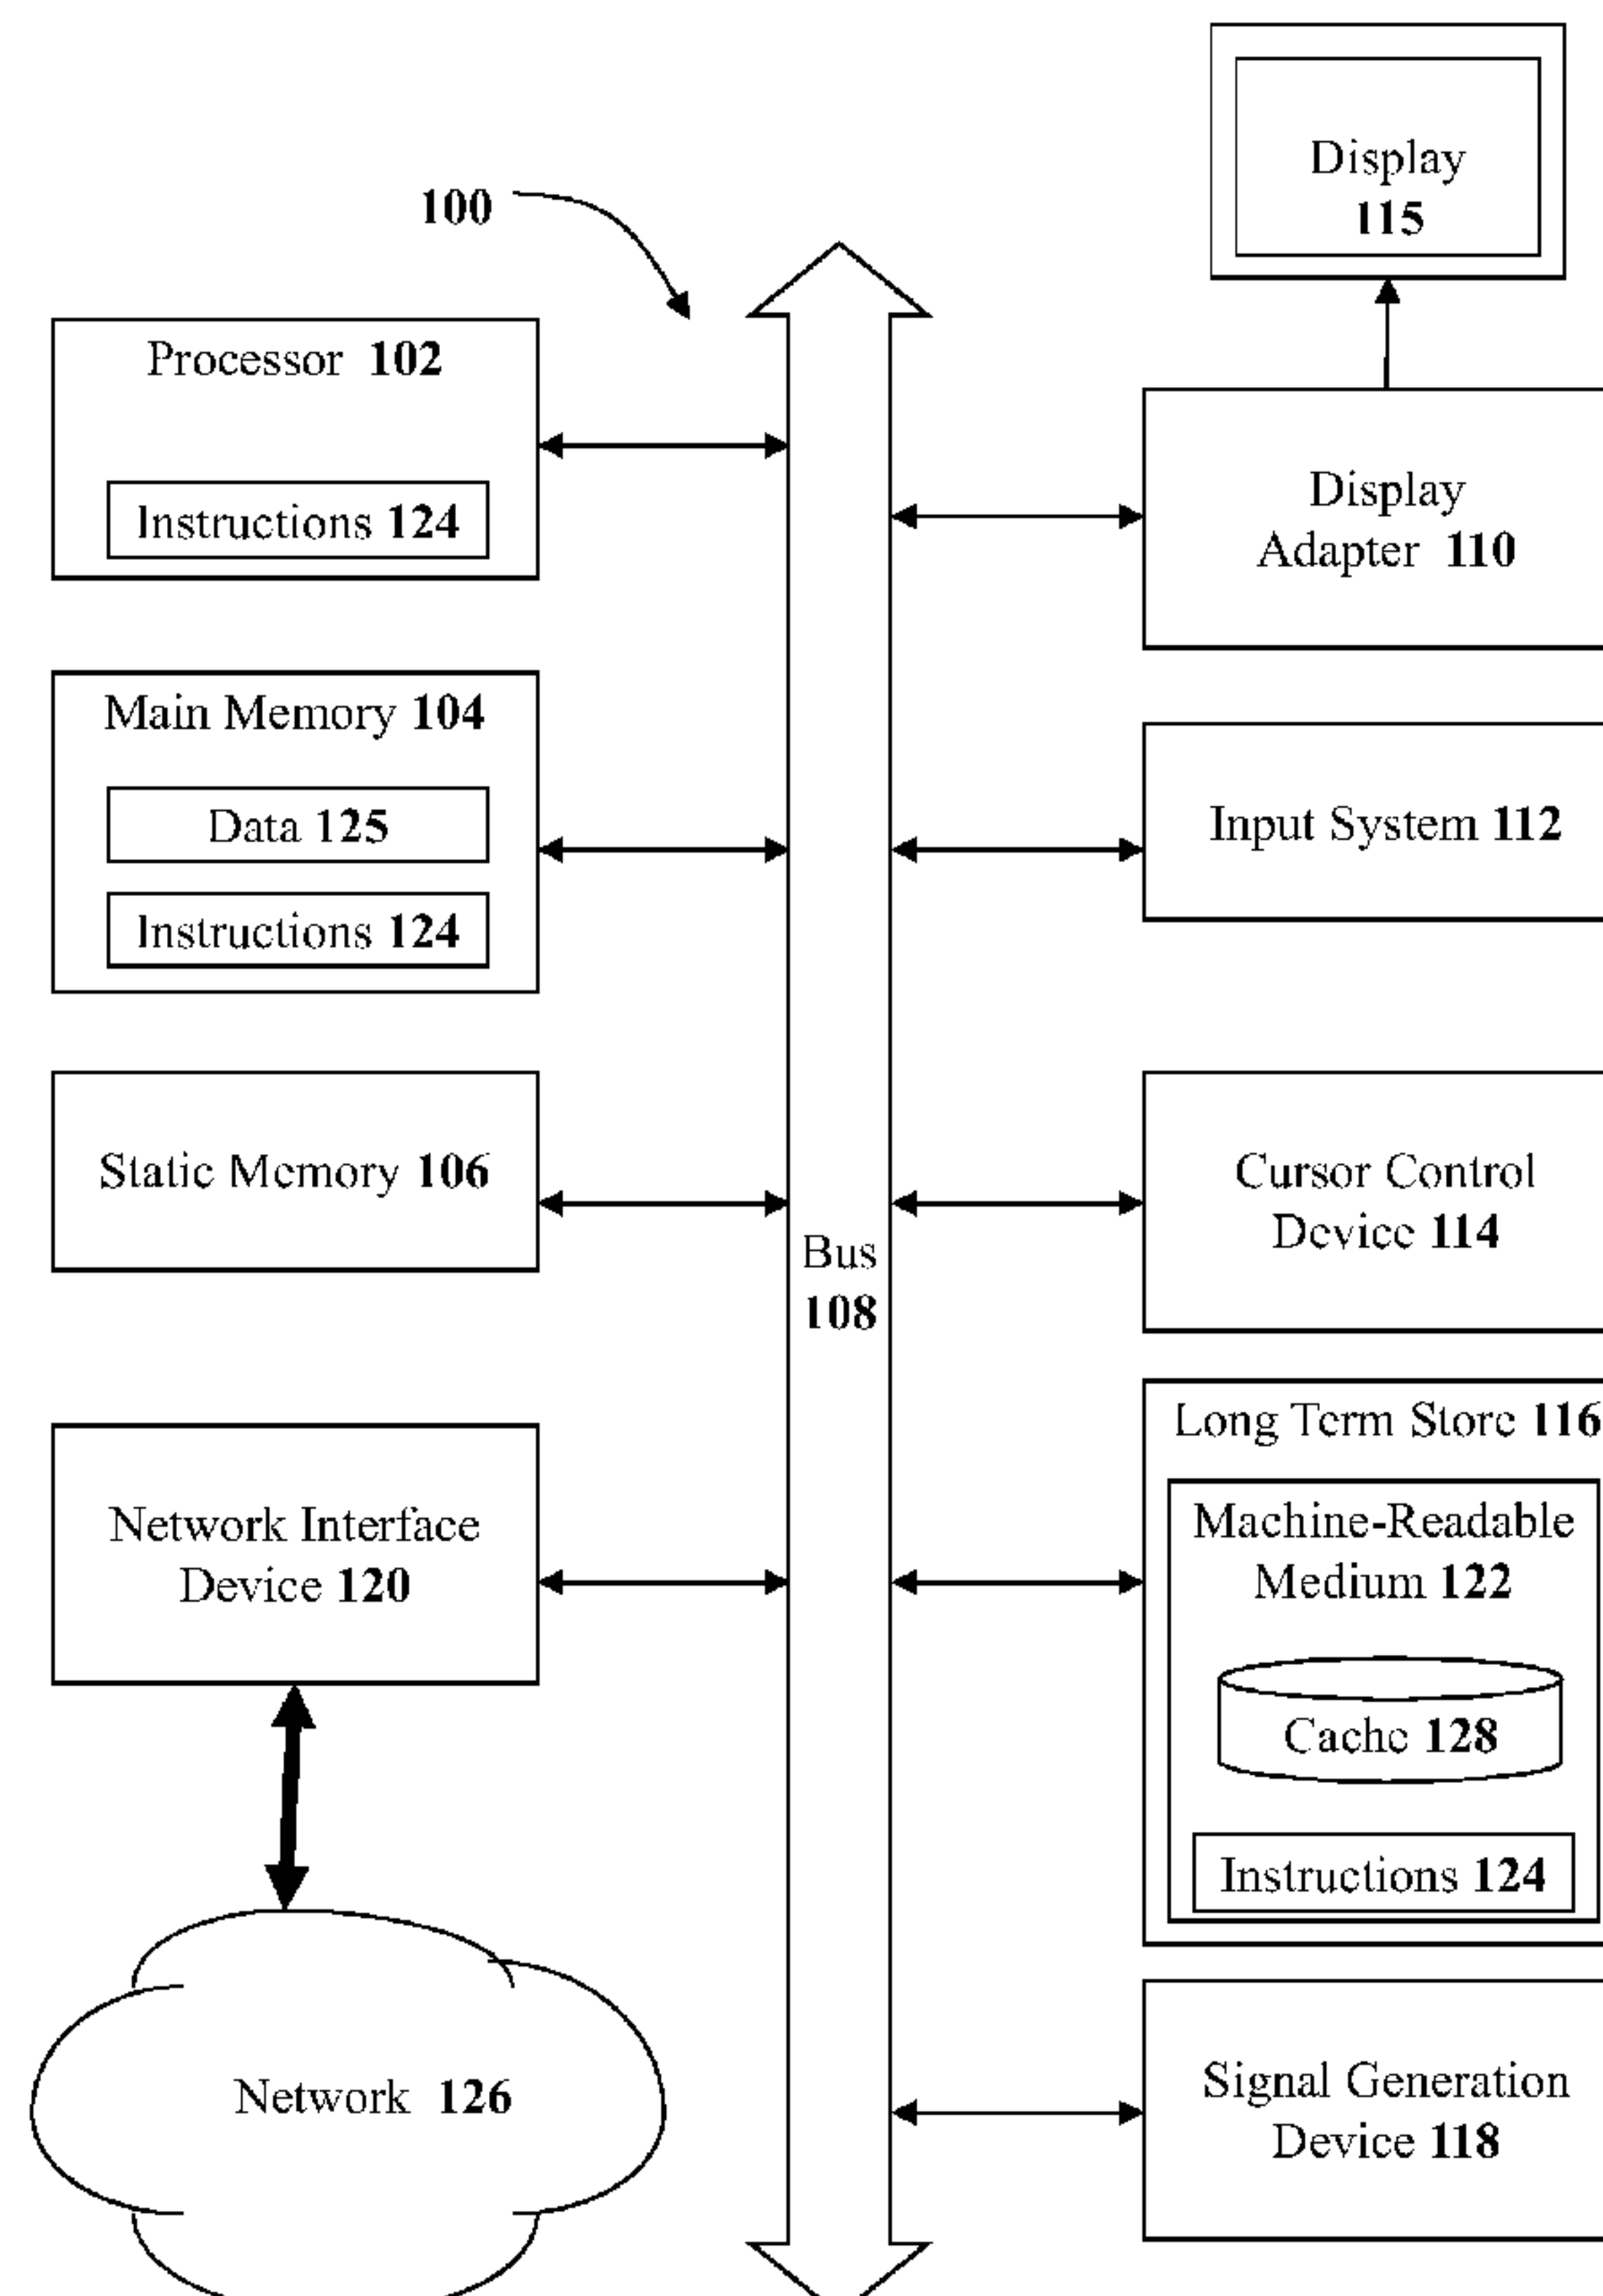 100
Processor 102
Instructions 124
Main Memory 104
Data 125
Instructions 124
Static Memory 106
Network Interface
Device 120
Network 126
Bus
108
Display
115
Display
Adapter 110
Input System 112
Cursor Control
Device 114
Long Term Store 116
Machine-Readable
Medium 122
Cache 128
Instructions 124
Signal Generation
Device 118